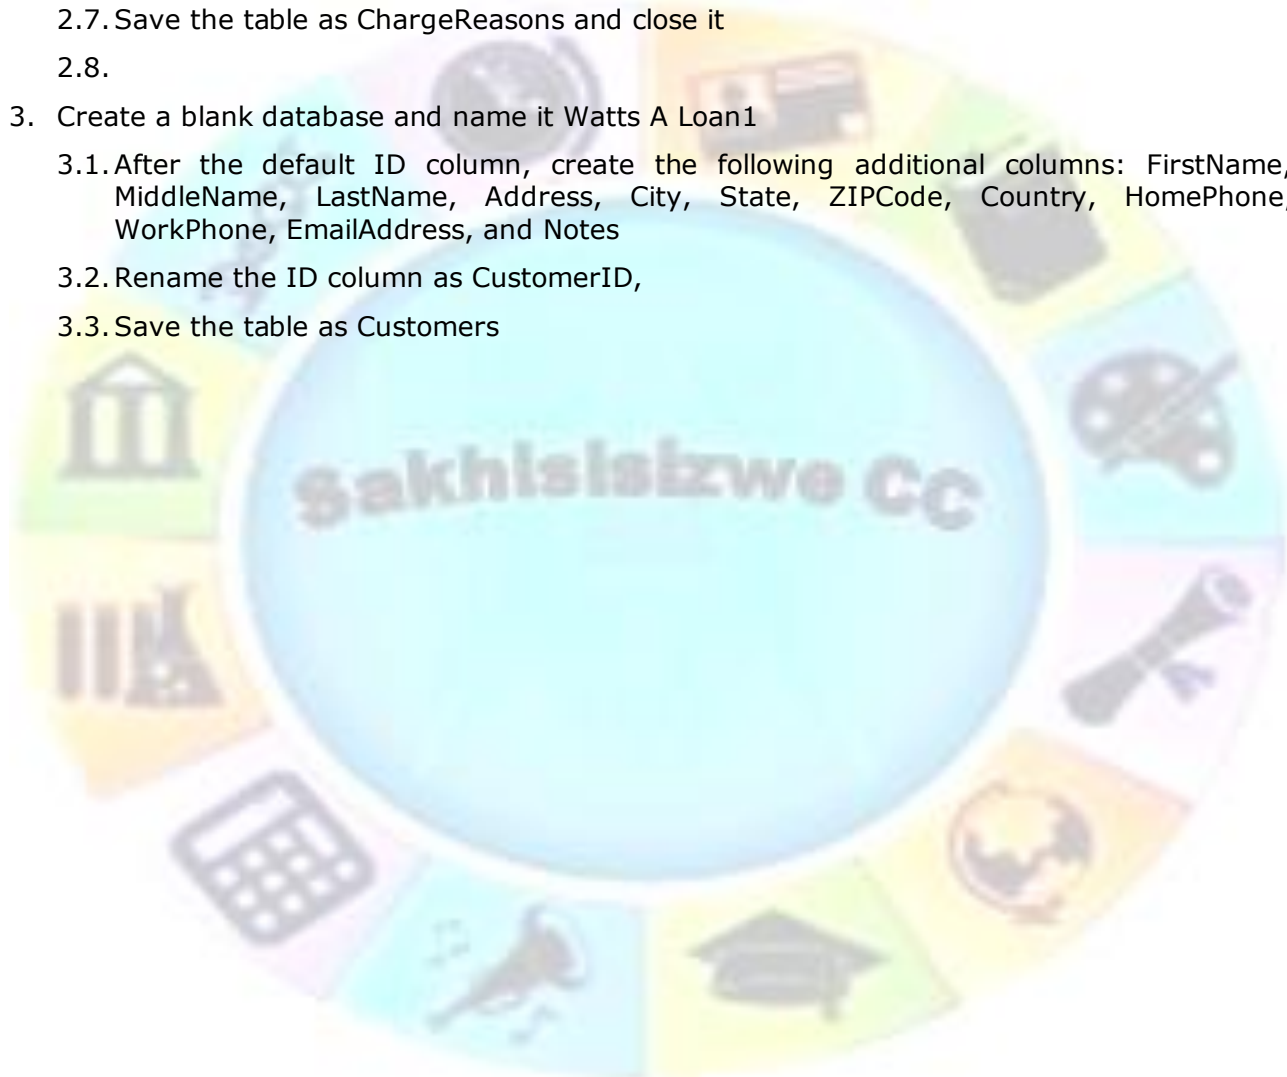 2.7. Save the table as ChargeReasons and close it
2.8.
3. Create a blank database and name it Watts A Loan1
3.1. After the default ID column, create the following additional columns: FirstName,
MiddleName, LastName, Address, City, State, ZIPCode, Country, HomePhone,
WorkPhone, EmailAddress, and Notes
3.2. Rename the ID column as CustomerID,
3.3. Save the table as Customers
Sakhisisizwe Cc